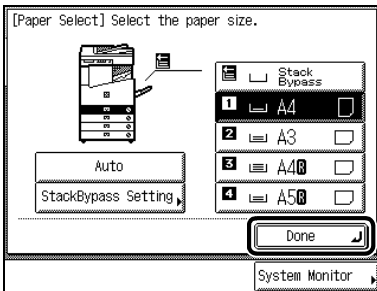 [Paper Select] Select the paper size.
Stack
Bypass
1 A4
2 A3
3 A4R
4 A5R
Auto
StackBypass Setting
Done
System Monitor